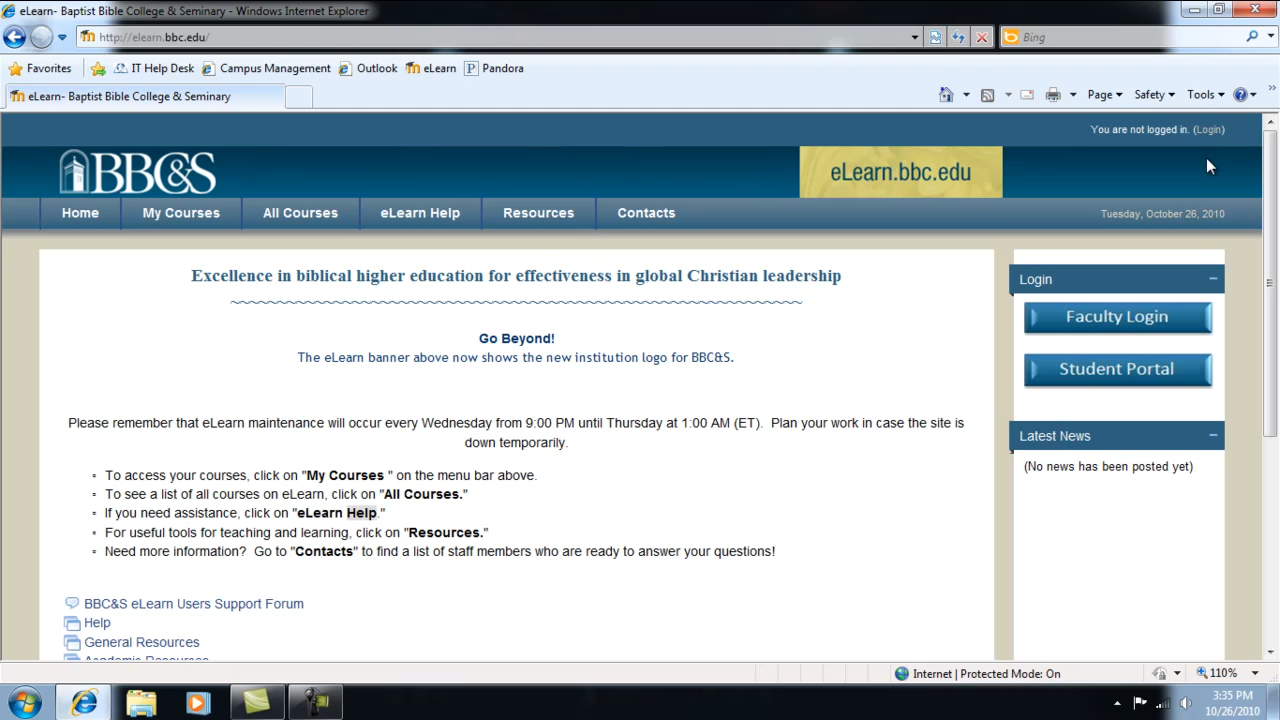 eLearn- Baptist Bible College & Seminary - Windows Internet Explorer
http://elearn.bbc.edu/
Bing
Favorites IT Help Desk Campus Management Outlook eLearn Pandora
eLearn- Baptist Bible College & Seminary
Page Safety Tools
You are not logged in. (Login)
BBC&S
eLearn.bbc.edu
Home My Courses All Courses eLearn Help Resources Contacts Tuesday, October 26, 2010
Excellence in biblical higher education for effectiveness in global Christian leadership
~~~~~~~~~~~~~~~~~~~~~~~~~~~~~~~~~~~~~~~~~~~~~~~~~~~~~~~~~~~~~~~~~~~~~~~~
Go Beyond!
The eLearn banner above now shows the new institution logo for BBC&S.
Please remember that eLearn maintenance will occur every Wednesday from 9:00 PM until Thursday at 1:00 AM (ET). Plan your work in case the site is
down temporarily.
▫ To access your courses, click on "My Courses " on the menu bar above.
▫ To see a list of all courses on eLearn, click on "All Courses."
▫ If you need assistance, click on "eLearn Help."
▫ For useful tools for teaching and learning, click on "Resources."
▫ Need more information? Go to "Contacts" to find a list of staff members who are ready to answer your questions!
BBC&S eLearn Users Support Forum
Help
General Resources
Academic Resources
Login
Faculty Login
Student Portal
Latest News
(No news has been posted yet)
Internet | Protected Mode: On
110%
3:35 PM
10/26/2010